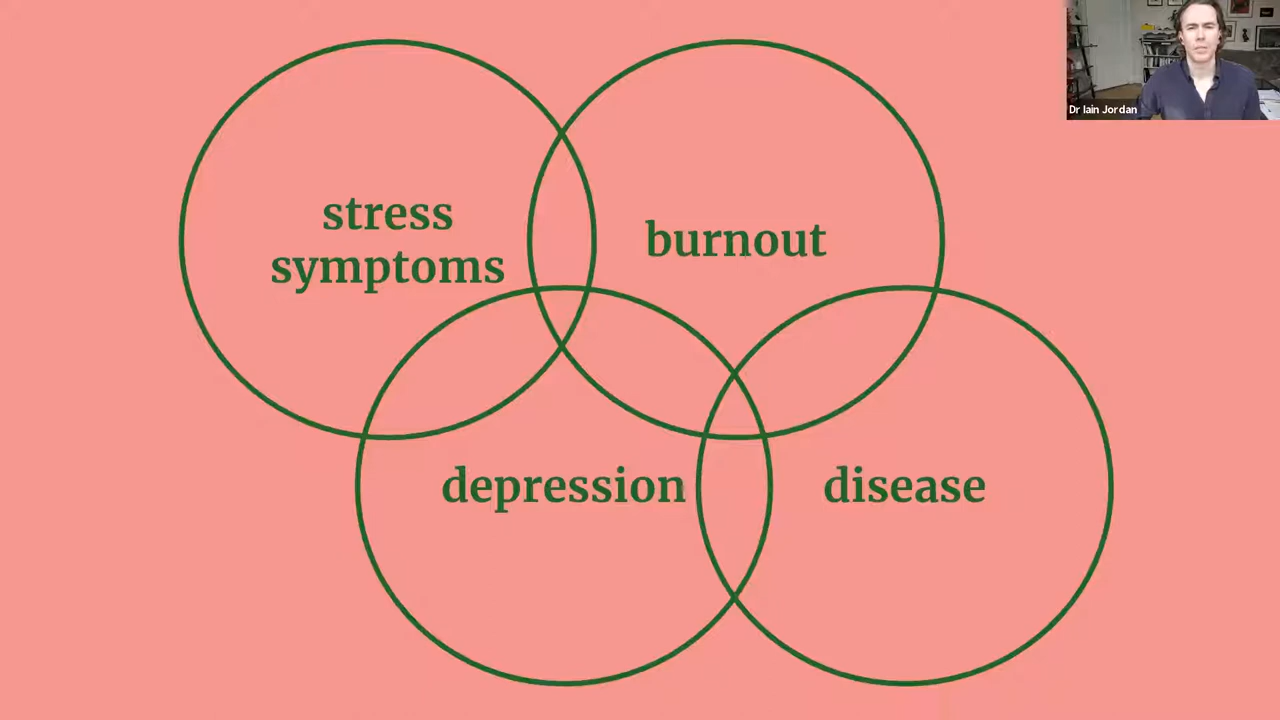 Dr Iain Jordan
stress
symptoms
burnout
depression
disease